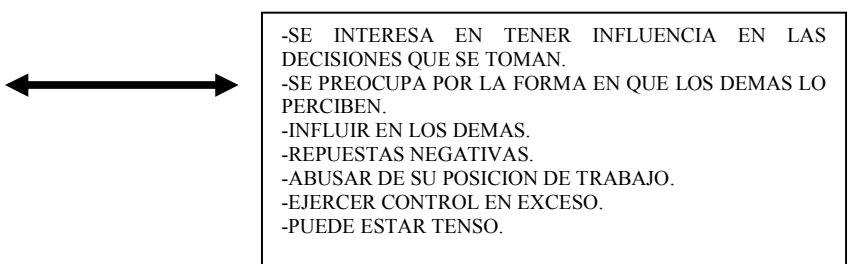 -SE INTERESA EN TENER INFLUENCIA EN LAS
DECISIONES QUE SE TOMAN.
-SE PREOCUPA POR LA FORMA EN QUE LOS DEMAS LO
PERCIBEN.
-INFLUIR EN LOS DEMAS.
-REPUESTAS NEGATIVAS.
-ABUSAR DE SU POSICION DE TRABAJO.
-EJERCER CONTROL EN EXCESO.
-PUEDE ESTAR TENSO.